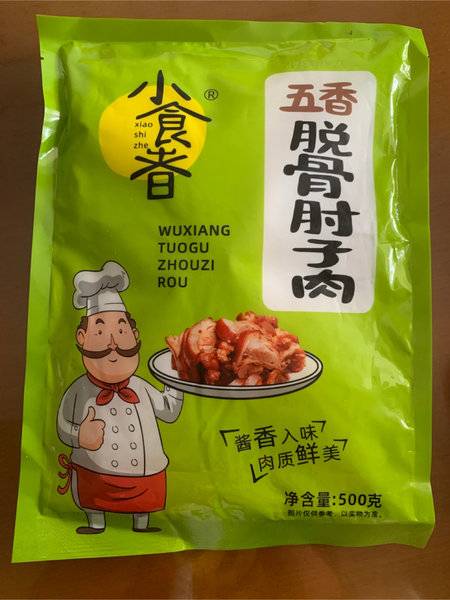 小食者®
xiao
shi
zhe
五香
脱骨肘子肉
WUXIANG
TUOGU
ZHOUZI
ROU
酱香入味
肉质鲜美
净含量:500克
图片仅供参考，以实物为准。